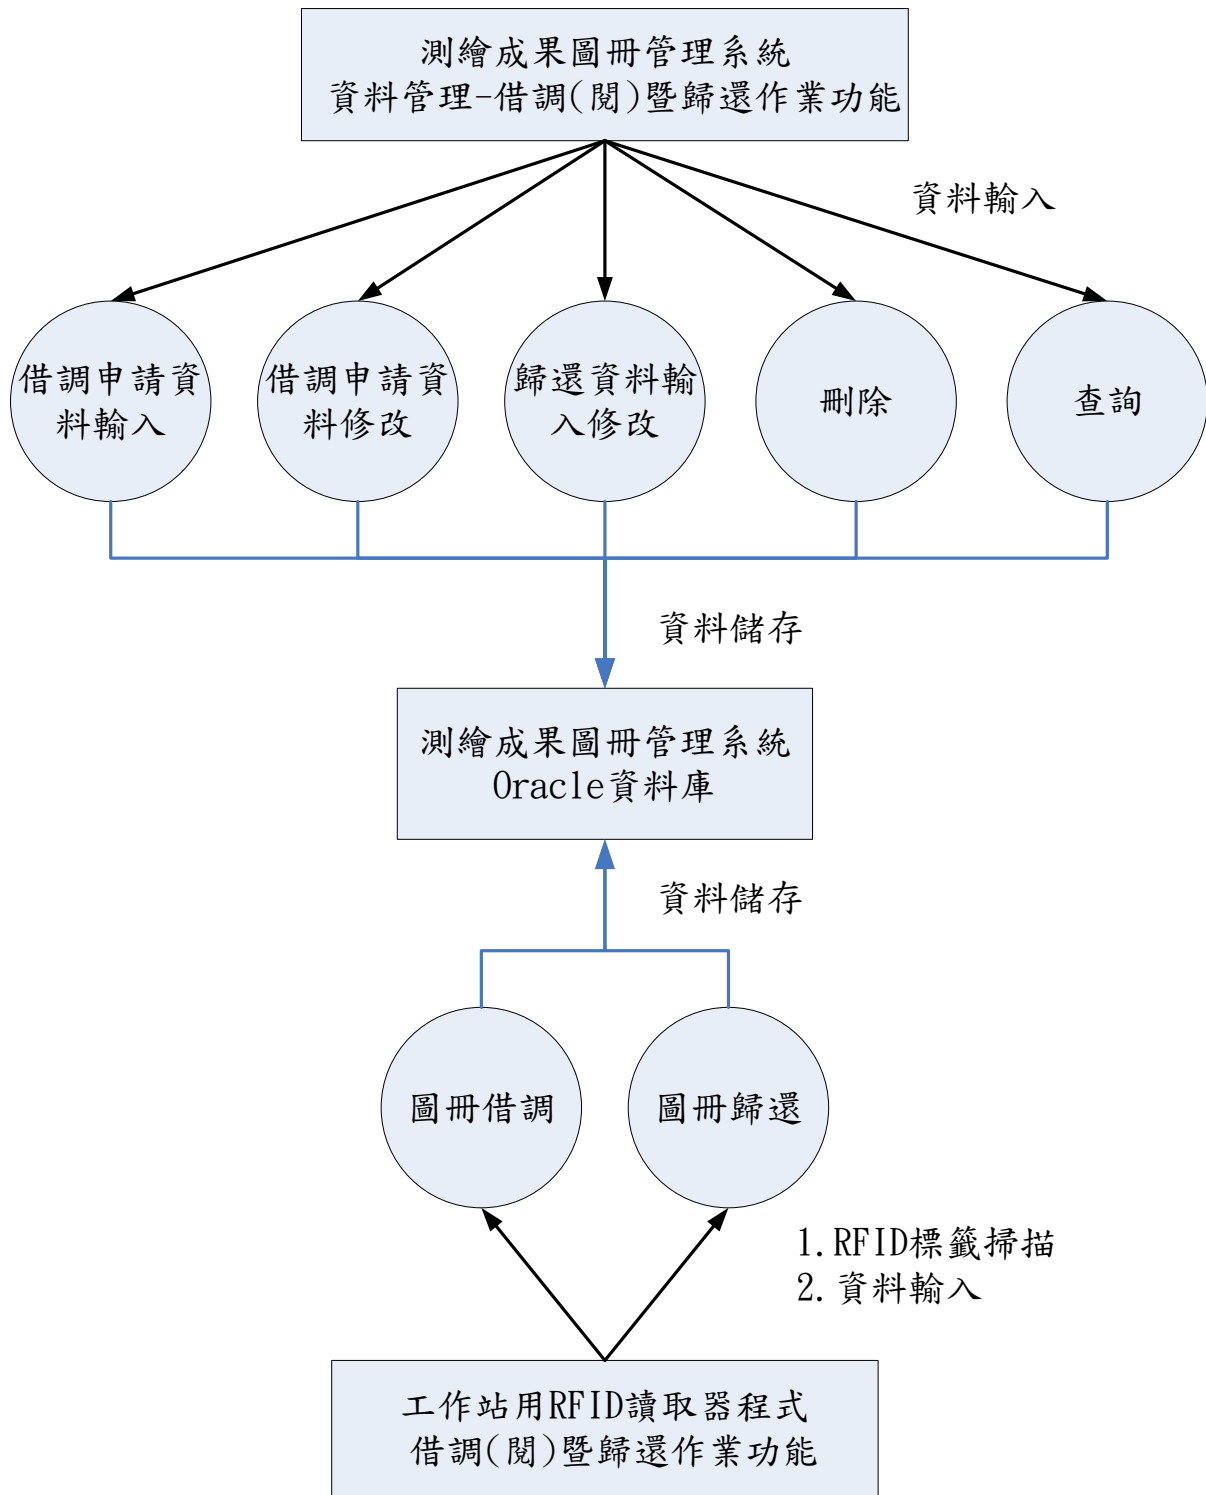 測繪成果圖冊管理系統
資料管理-借調(閱)暨歸還作業功能
資料輸入
借調申請資
料輸入
借調申請資
料修改
歸還資料輸
入修改
刪除
查詢
資料儲存
測繪成果圖冊管理系統
Oracle資料庫
資料儲存
圖冊借調
圖冊歸還
1.RFID標籤掃描
2.資料輸入
工作站用RFID讀取器程式
借調(閱)暨歸還作業功能